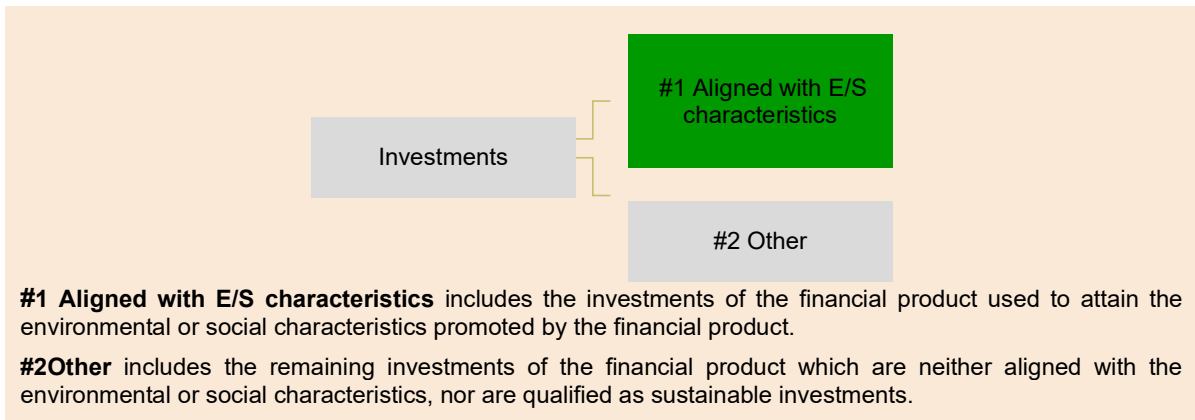 #1 Aligned with E/S
characteristics
Investments
#2 Other
#1 Aligned with E/S characteristics includes the investments of the financial product used to attain the
environmental or social characteristics promoted by the financial product.
#2Other includes the remaining investments of the financial product which are neither aligned with the
environmental or social characteristics, nor are qualified as sustainable investments.